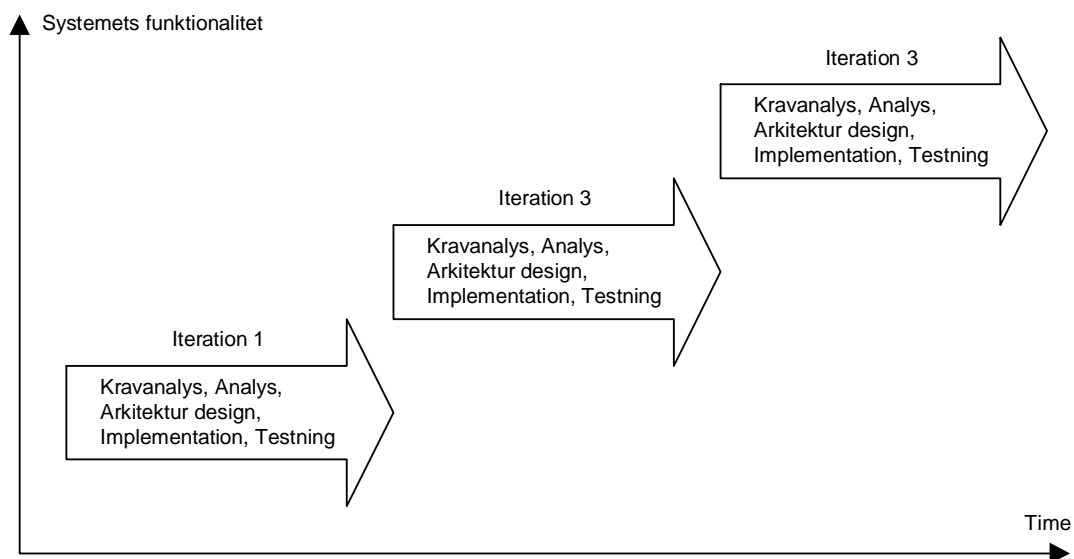 Systemets funktionalitet
Iteration 3
Kravanalys, Analys,
Arkitektur design,
Implementation, Testning
Iteration 3
Kravanalys, Analys,
Arkitektur design,
Implementation, Testning
Iteration 1
Kravanalys, Analys,
Arkitektur design,
Implementation, Testning
Time